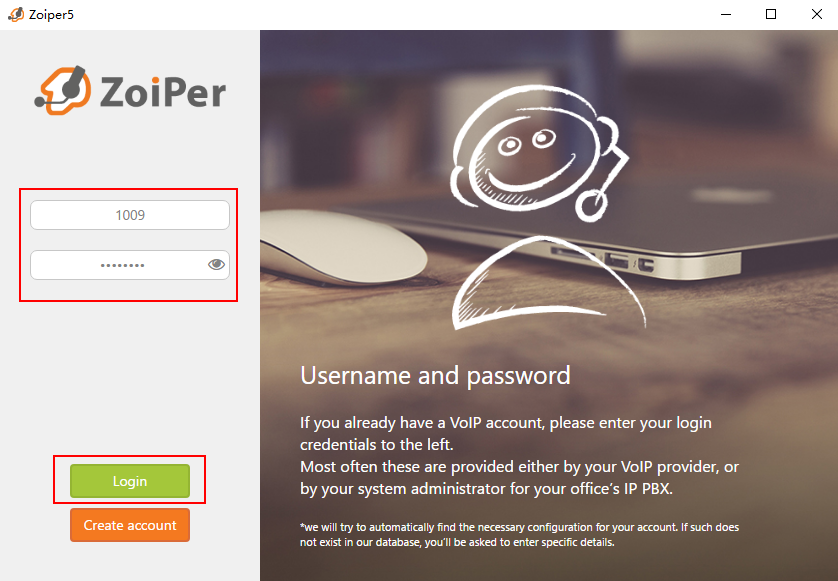 Zoiper5
ZoiPer
1009
••••••••
Login
Create account
Username and password
If you already have a VoIP account, please enter your login
credentials to the left.
Most often these are provided either by your VoIP provider, or
by your system administrator for your office's IP PBX.
*we will try to automatically find the necessary configuration for your account. If such does
not exist in our database, you'll be asked to enter specific details.